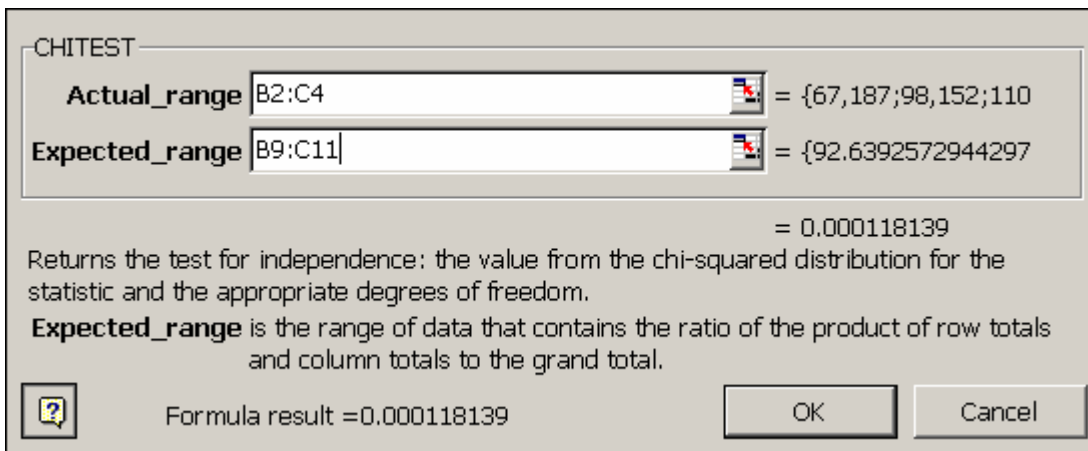 CHITEST
Actual_range B2:C4 = {67,187;98,152;110
Expected_range B9:C11 = {92.6392572944297
= 0.000118139
Returns the test for independence: the value from the chi-squared distribution for the
statistic and the appropriate degrees of freedom.
Expected_range is the range of data that contains the ratio of the product of row totals
and column totals to the grand total.
? Formula result =0.000118139 OK Cancel